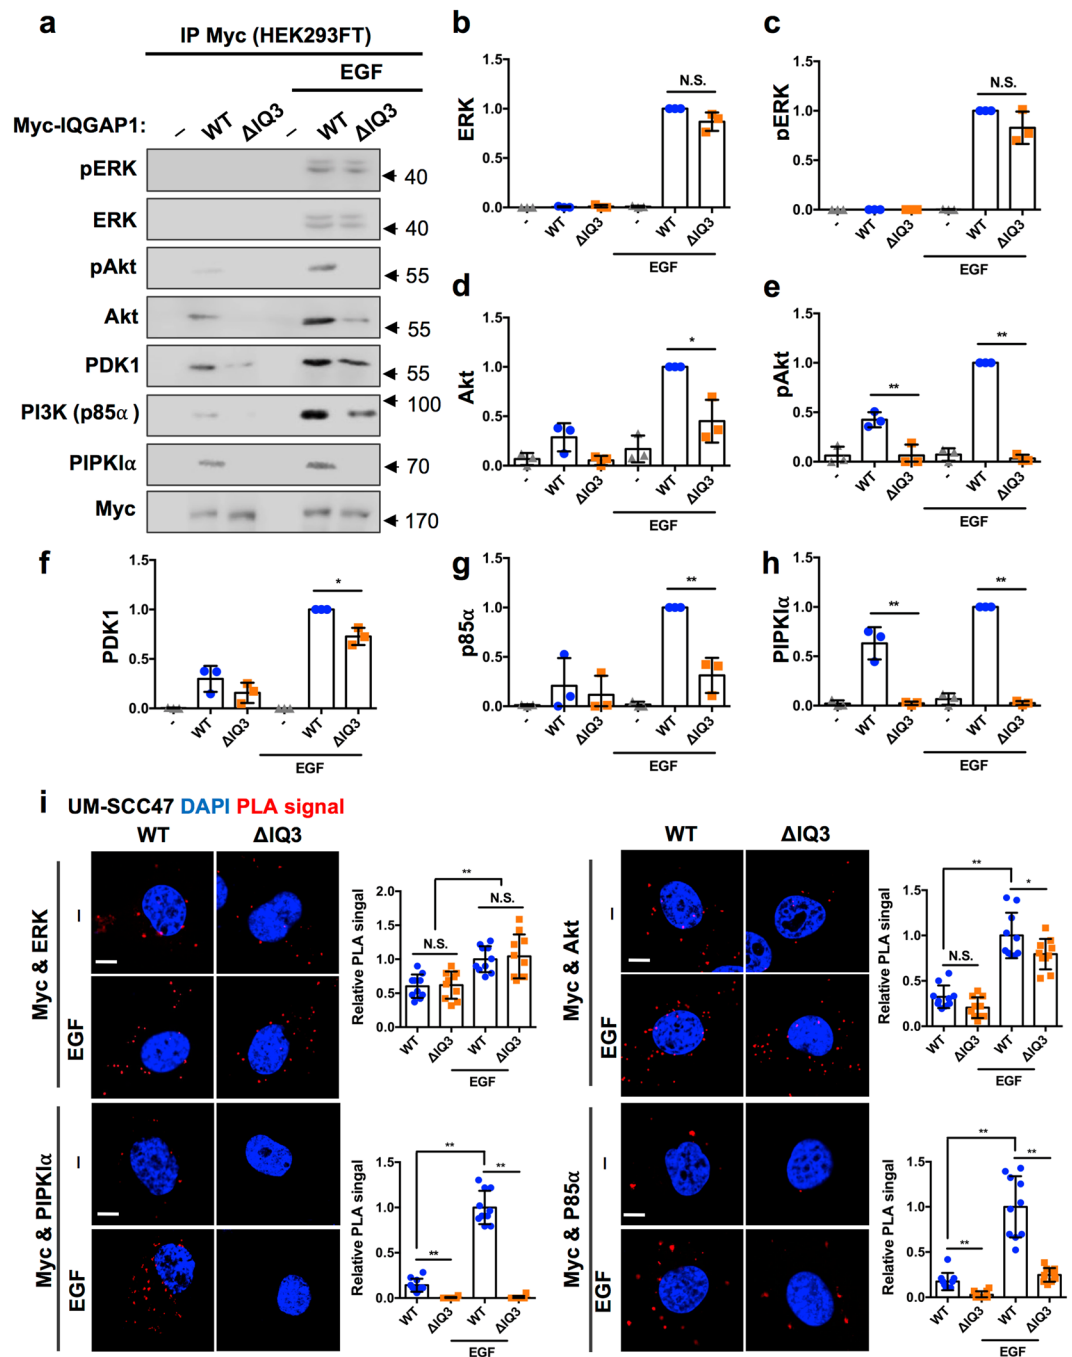 a
IP Myc (HEK293FT)
EGF
Myc-IQGAP1: – WT ΔIQ3 – WT ΔIQ3
pERK 40
ERK 40
pAkt 55
Akt 55
PDK1 55
PI3K (p85α) 100
PIPKIα 70
Myc 170
b
ERK
1.5
1.0
0.5
0.0
N.S.
- WT ΔIQ3 - WT ΔIQ3
EGF
c
pERK
1.5
1.0
0.5
0.0
N.S.
- WT ΔIQ3 - WT ΔIQ3
EGF
d
Akt
1.5
1.0
0.5
0.0
*
- WT ΔIQ3 - WT ΔIQ3
EGF
e
pAkt
1.5
1.0
0.5
0.0
** **
- WT ΔIQ3 - WT ΔIQ3
EGF
f
PDK1
1.5
1.0
0.5
0.0
*
- WT ΔIQ3 - WT ΔIQ3
EGF
g
p85α
1.5
1.0
0.5
0.0
**
- WT ΔIQ3 - WT ΔIQ3
EGF
h
PIPKIα
1.5
1.0
0.5
0.0
** **
- WT ΔIQ3 - WT ΔIQ3
EGF
i UM-SCC47 DAPI PLA signal
WT ΔIQ3
Myc & ERK
–
EGF
Relative PLA singal
2.0
1.5
1.0
0.5
0.0
**
N.S. N.S.
WT ΔIQ3 WT ΔIQ3
EGF
Myc & PIPKIα
–
EGF
Relative PLA singal
1.5
1.0
0.5
0.0
**
** **
WT ΔIQ3 WT ΔIQ3
EGF
WT ΔIQ3
Myc & Akt
–
EGF
Relative PLA singal
1.5
1.0
0.5
0.0
**
N.S. *
WT ΔIQ3 WT ΔIQ3
EGF
Myc & P85α
–
EGF
Relative PLA singal
1.5
1.0
0.5
0.0
**
** **
WT ΔIQ3 WT ΔIQ3
EGF